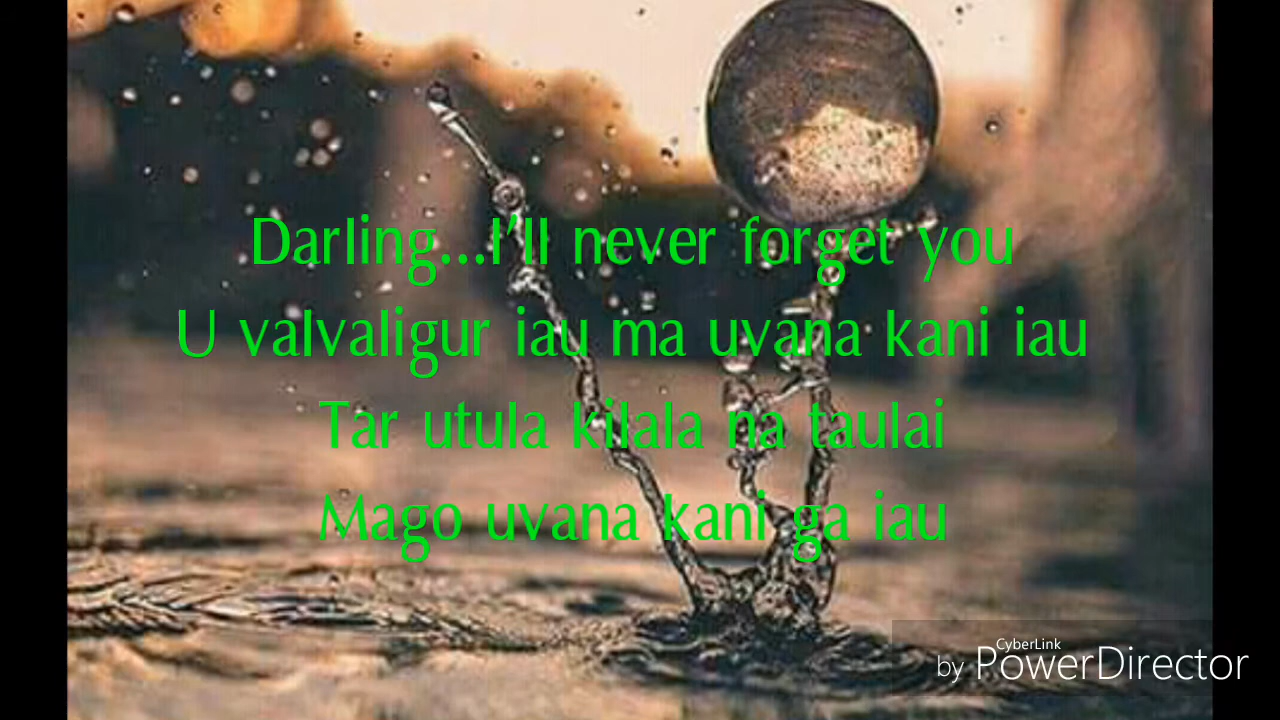 Darling...I'll never forget you
U valvaligur iau ma uvana kani iau
Tar utula kilala na taulai
Mago uvana kani ga iau
CyberLink
by PowerDirector